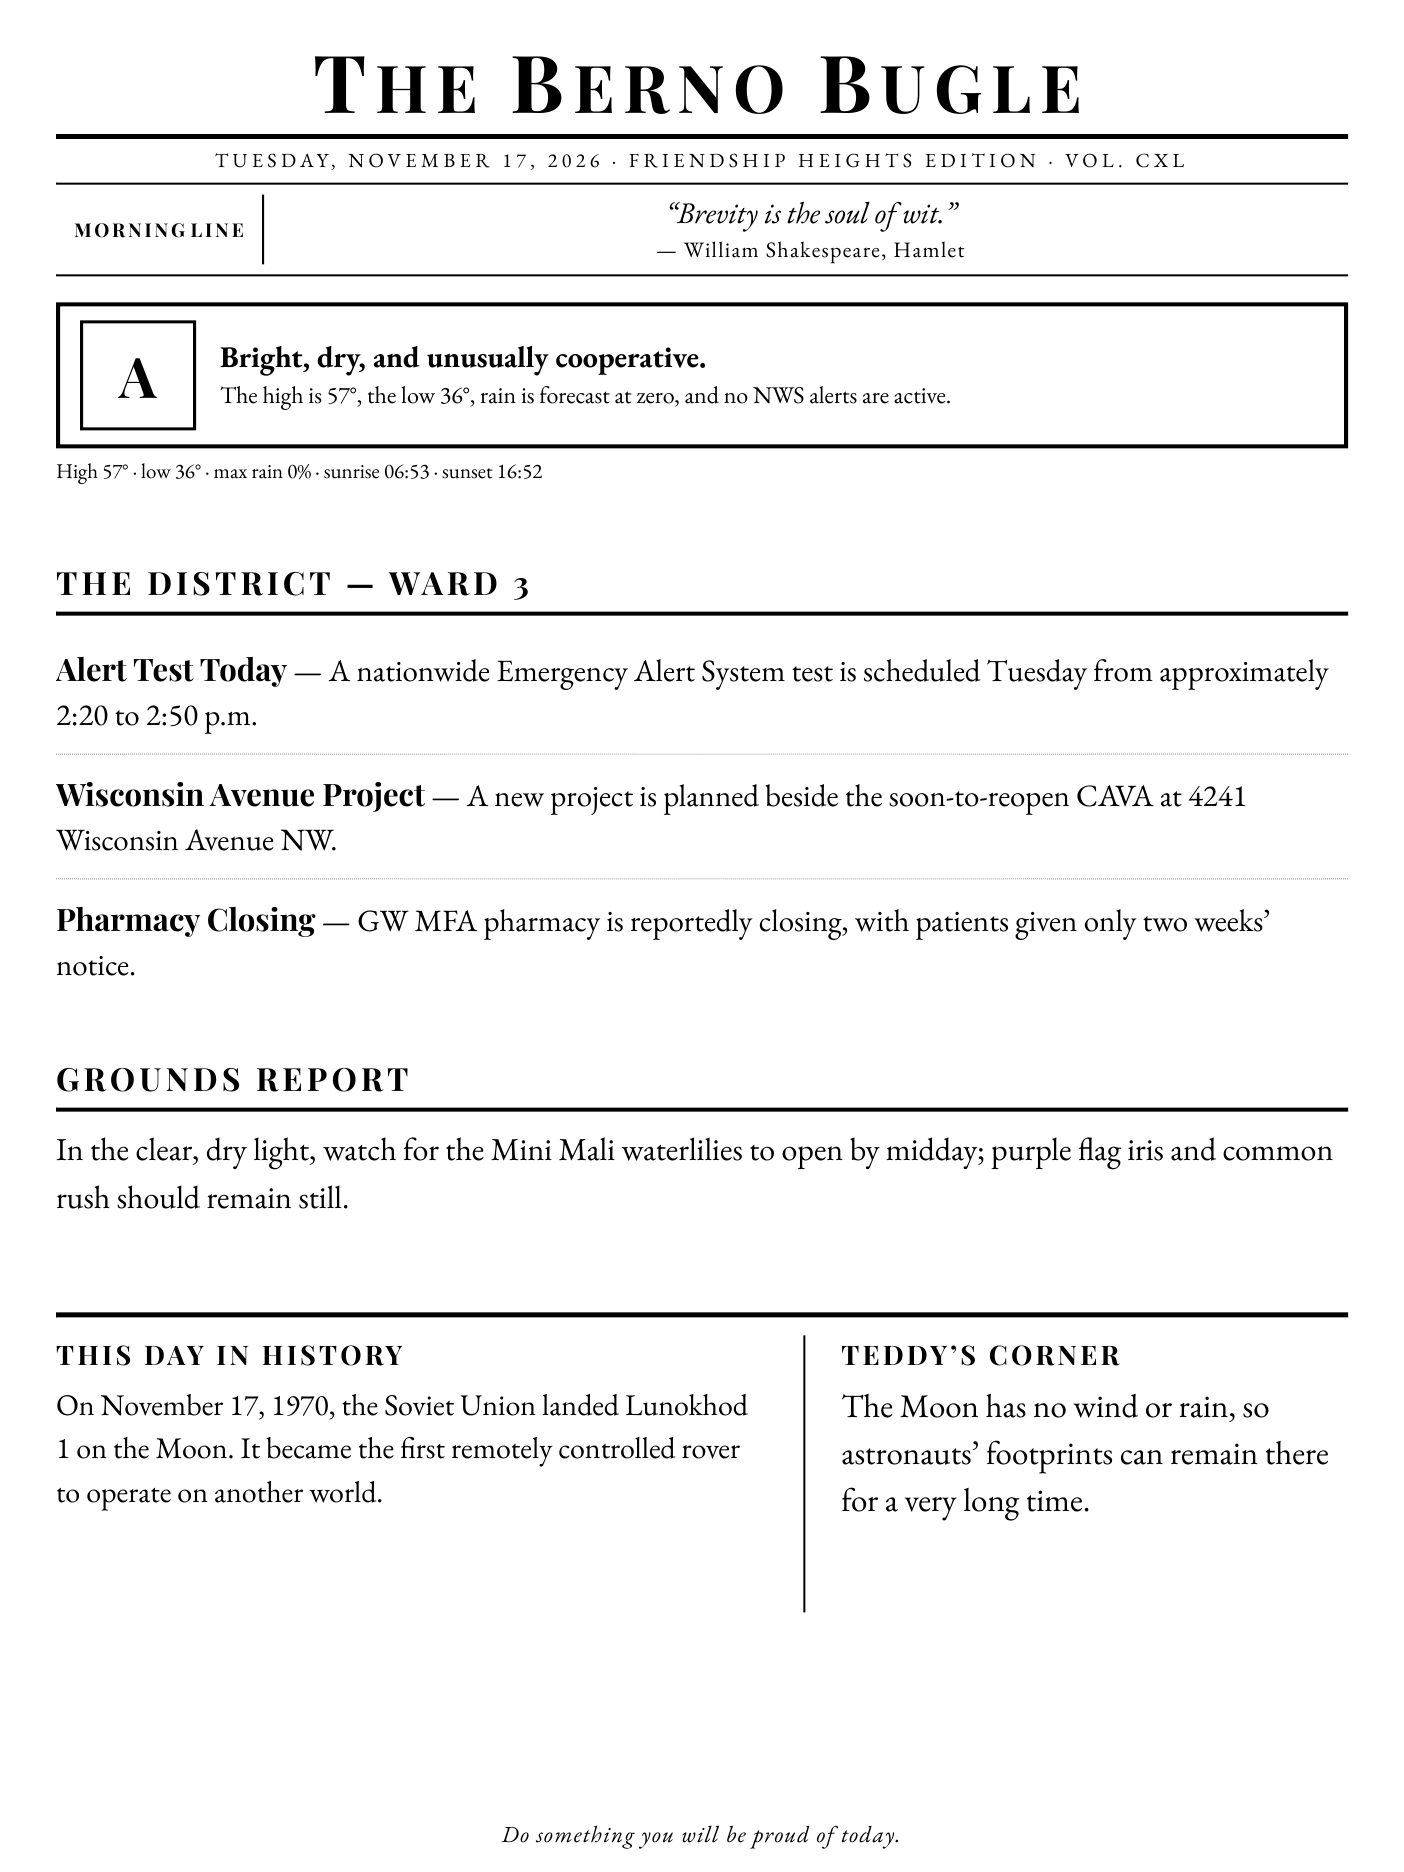 THE BERNO BUGLE
TUESDAY, NOVEMBER 17, 2026 · FRIENDSHIP HEIGHTS EDITION · VOL. CXL
MORNING LINE
“Brevity is the soul of wit.”
— William Shakespeare, Hamlet
A
Bright, dry, and unusually cooperative.
The high is 57°, the low 36°, rain is forecast at zero, and no NWS alerts are active.
High 57° · low 36° · max rain 0% · sunrise 06:53 · sunset 16:52
THE DISTRICT — WARD 3
Alert Test Today — A nationwide Emergency Alert System test is scheduled Tuesday from approximately
2:20 to 2:50 p.m.
Wisconsin Avenue Project — A new project is planned beside the soon-to-reopen CAVA at 4241
Wisconsin Avenue NW.
Pharmacy Closing — GW MFA pharmacy is reportedly closing, with patients given only two weeks’
notice.
GROUNDS REPORT
In the clear, dry light, watch for the Mini Mali waterlilies to open by midday; purple flag iris and common
rush should remain still.
THIS DAY IN HISTORY
On November 17, 1970, the Soviet Union landed Lunokhod
1 on the Moon. It became the first remotely controlled rover
to operate on another world.
TEDDY’S CORNER
The Moon has no wind or rain, so
astronauts’ footprints can remain there
for a very long time.
Do something you will be proud of today.